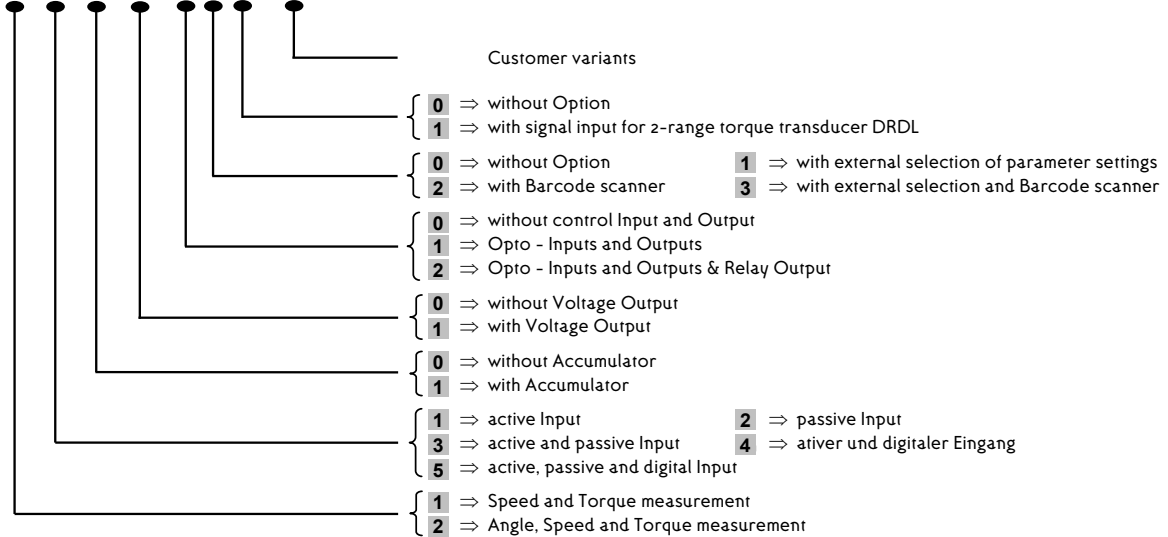 Customer variants
0 ⇒ without Option
1 ⇒ with signal input for 2-range torque transducer DRDL
0 ⇒ without Option 1 ⇒ with external selection of parameter settings
2 ⇒ with Barcode scanner 3 ⇒ with external selection and Barcode scanner
0 ⇒ without control Input and Output
1 ⇒ Opto - Inputs and Outputs
2 ⇒ Opto - Inputs and Outputs & Relay Output
0 ⇒ without Voltage Output
1 ⇒ with Voltage Output
0 ⇒ without Accumulator
1 ⇒ with Accumulator
1 ⇒ active Input 2 ⇒ passive Input
3 ⇒ active and passive Input 4 ⇒ ativer und digitaler Eingang
5 ⇒ active, passive and digital Input
1 ⇒ Speed and Torque measurement
2 ⇒ Angle, Speed and Torque measurement